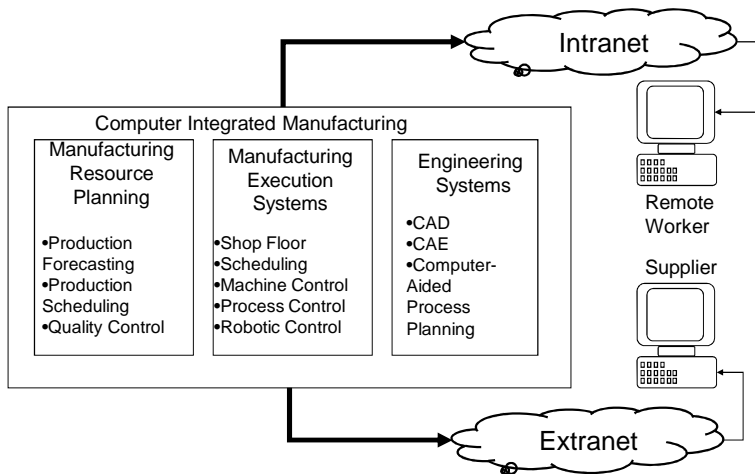 Intranet
Computer Integrated Manufacturing
Manufacturing
Resource
Planning
•Production
Forecasting
•Production
Scheduling
•Quality Control
Manufacturing
Execution
Systems
•Shop Floor
•Scheduling
•Machine Control
•Process Control
•Robotic Control
Engineering
Systems
•CAD
•CAE
•Computer-
Aided
Process
Planning
Remote
Worker
Supplier
Extranet